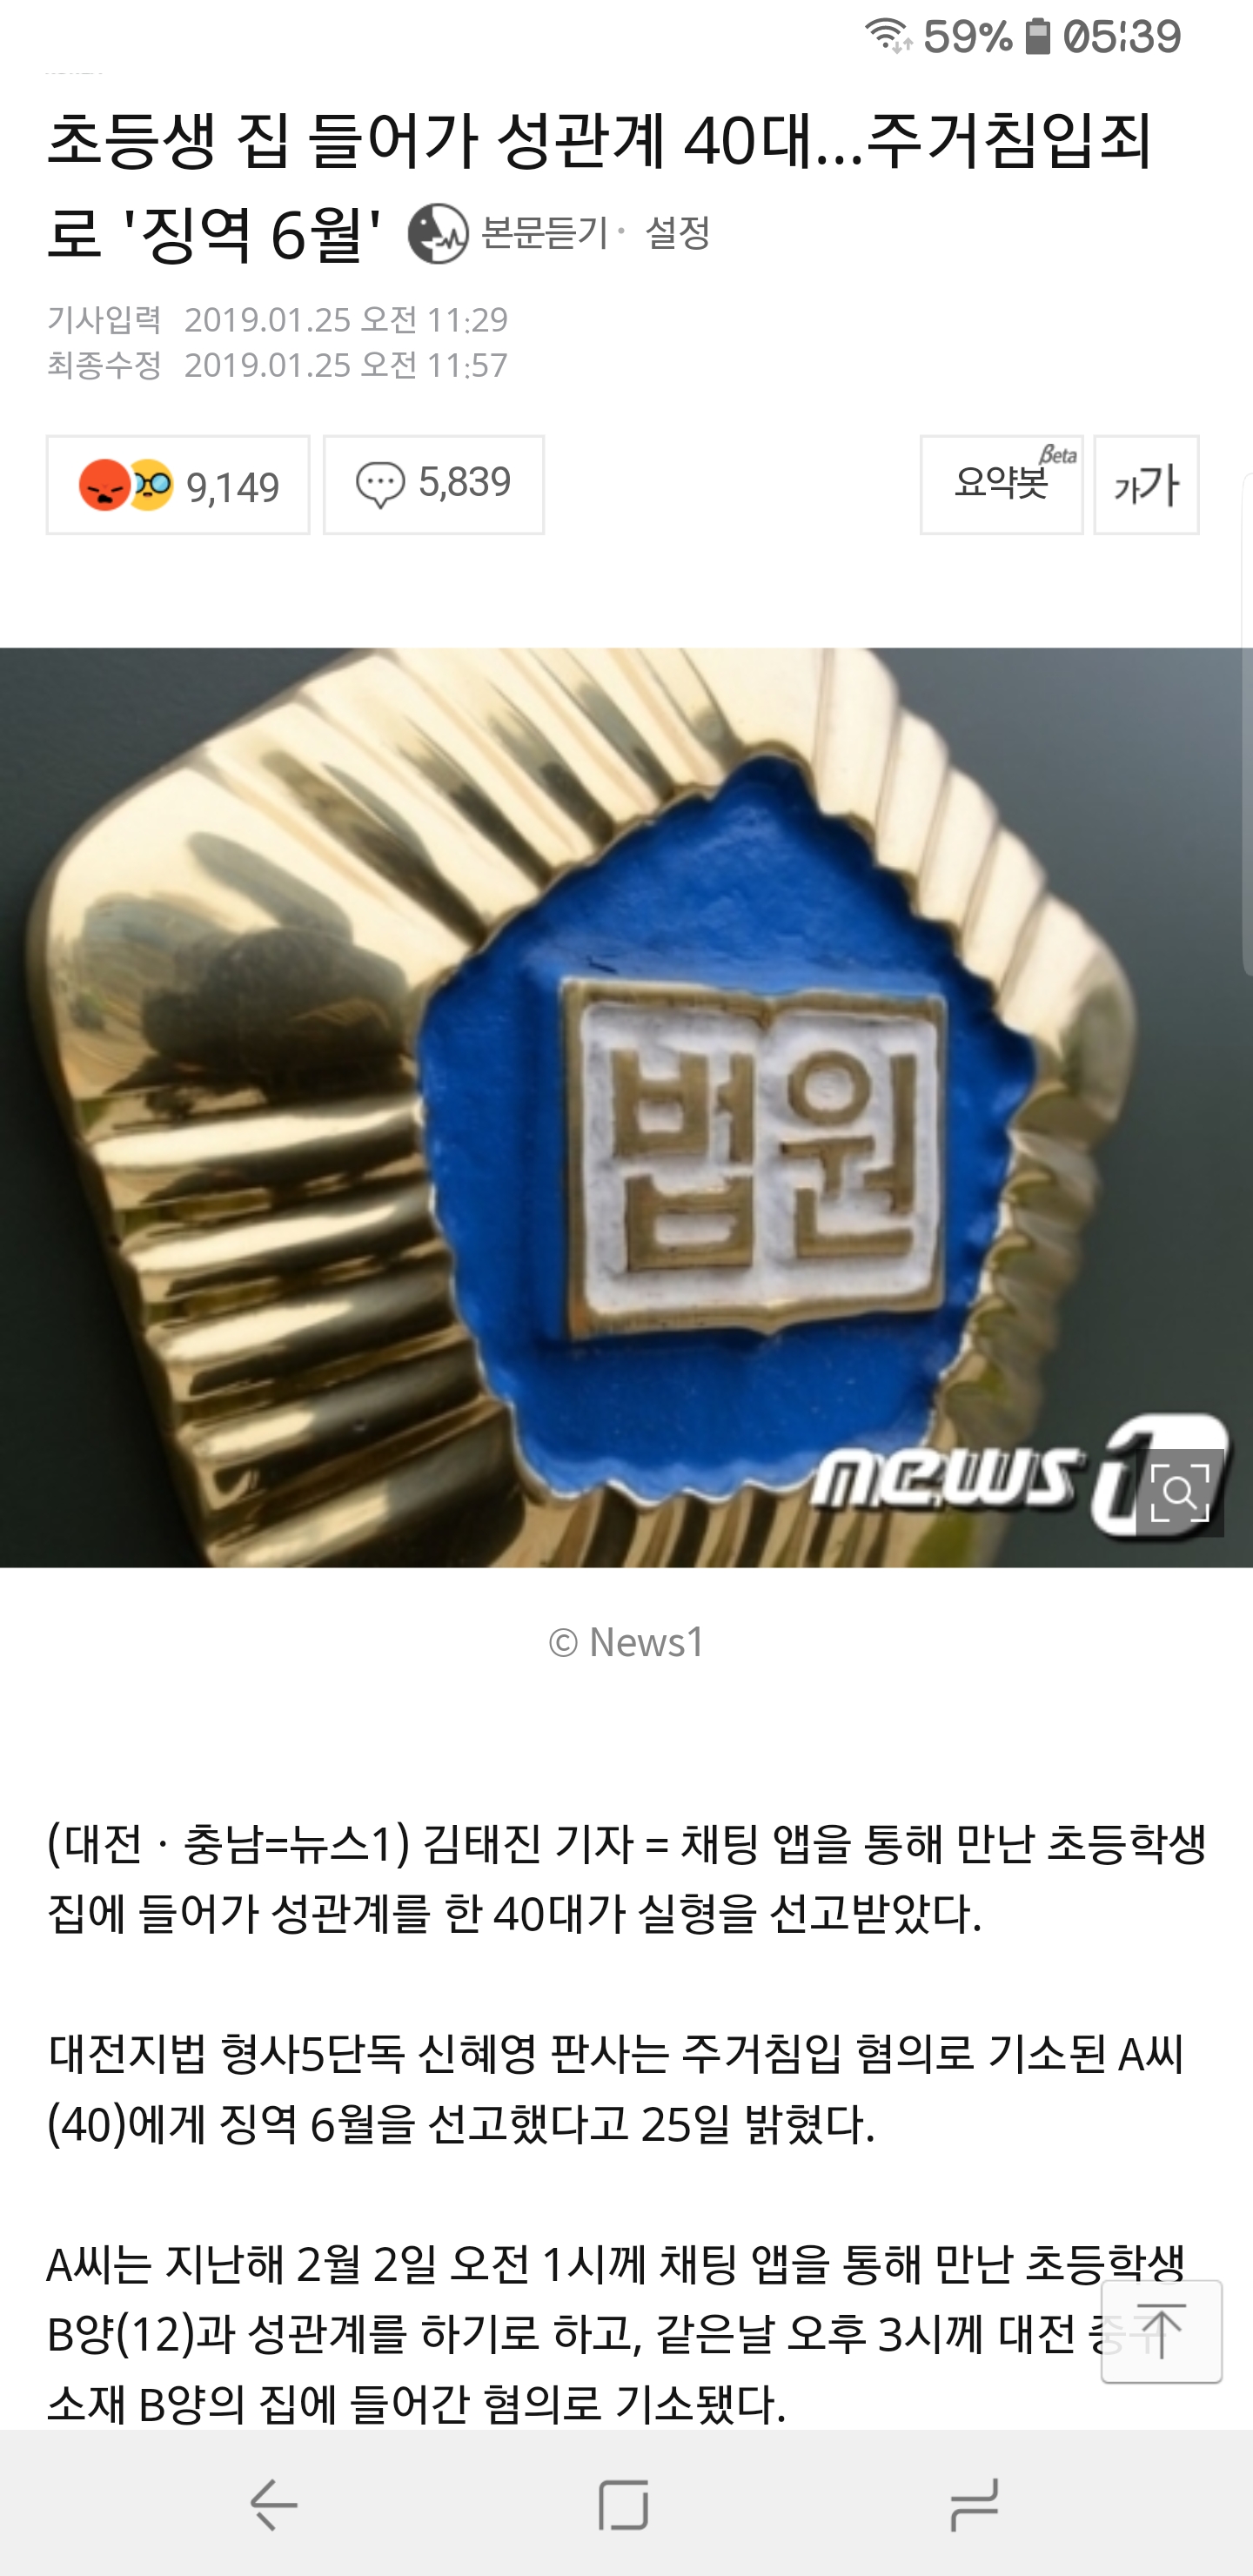 59% 05:39
초등생 집 들어가 성관계 40대...주거침입죄
로 '징역 6월' 본문듣기 · 설정
기사입력 2019.01.25 오전 11:29
최종수정 2019.01.25 오전 11:57
9,149 5,839 요약봇 βeta 가가
법원
news1
© News1
(대전 · 충남=뉴스1) 김태진 기자 = 채팅 앱을 통해 만난 초등학생
집에 들어가 성관계를 한 40대가 실형을 선고받았다.
대전지법 형사5단독 신혜영 판사는 주거침입 혐의로 기소된 A씨
(40)에게 징역 6월을 선고했다고 25일 밝혔다.
A씨는 지난해 2월 2일 오전 1시께 채팅 앱을 통해 만난 초등학생
B양(12)과 성관계를 하기로 하고, 같은날 오후 3시께 대전 중구
소재 B양의 집에 들어간 혐의로 기소됐다.